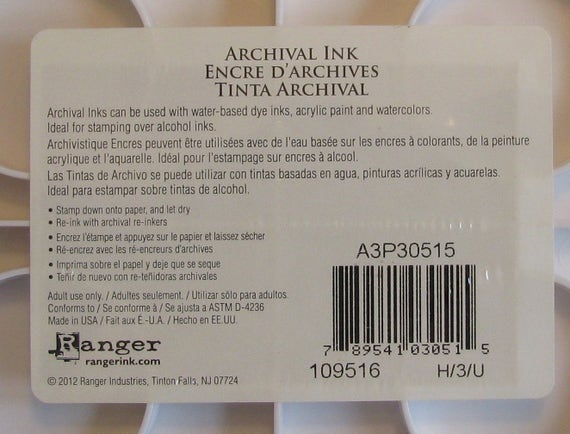 ARCHIVAL INK
ENCRE D'ARCHIVES
TINTA ARCHIVAL
Archival Inks can be used with water-based dye inks, acrylic paint and watercolors.
Ideal for stamping over alcohol inks.
Archivistique Encres peuvent être utilisées avec de l'eau basée sur les encres à colorants, de la peinture
acrylique et l'aquarelle. Idéal pour l'estampage sur encres à alcool.
Las Tintas de Archivo se puede utilizar con tintas basadas en agua, pinturas acrílicas y acuarelas.
Ideal para estampar sobre tintas de alcohol.
• Stamp down onto paper, and let dry
• Re-ink with archival re-inkers
• Encrez l'étampe et appuyez sur le papier et laissez sécher
• Ré-encrez avec les ré-encreurs d'archives
• Imprima sobre el papel y deje que se seque
• Teñir de nuevo con re-teñidoras archivales
Adult use only. / Adultes seulement. / Utilizar sólo para adultos.
Conforms to / Se conforme à / Se ajusta a ASTM D-4236
Made in USA / Fait aux É.-U.A. / Hecho en EE.UU.
Ranger
rangerink.com
© 2012 Ranger Industries, Tinton Falls, NJ 07724
A3P30515
7 89541 03051 5
109516 H/3/U